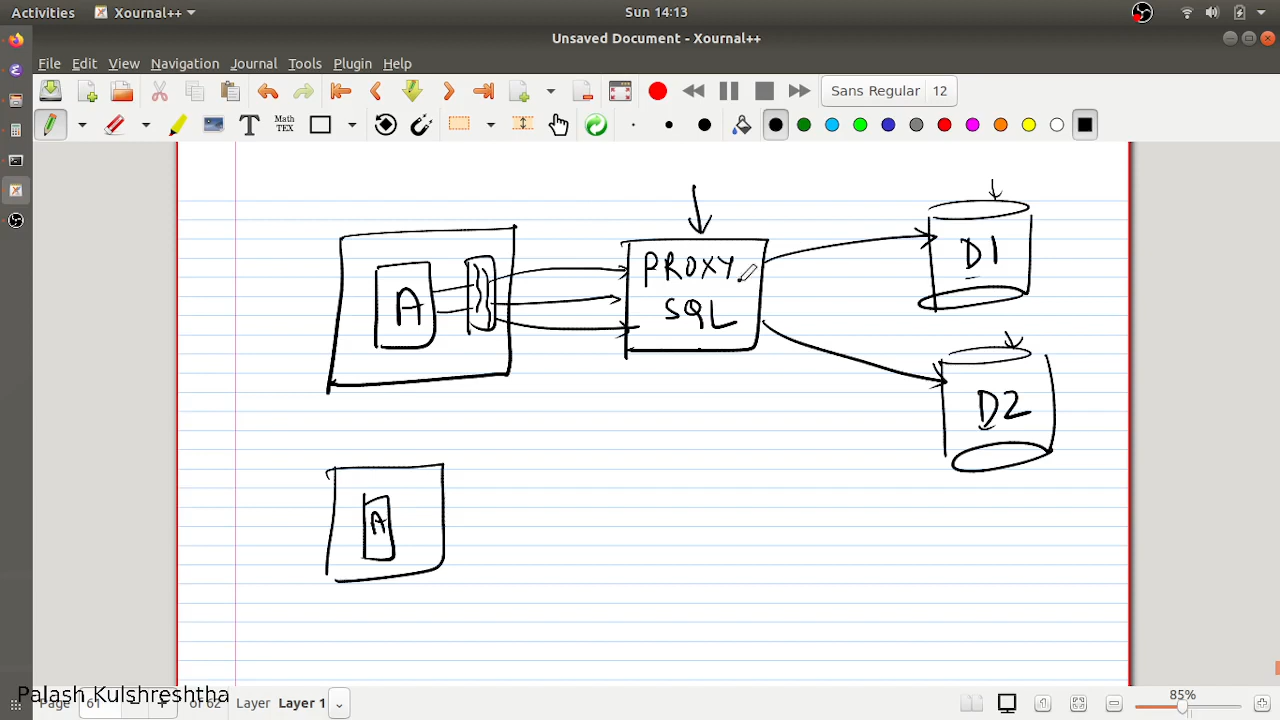 Activities Xournal++ Sun 14:13
Unsaved Document - Xournal++
File Edit View Navigation Journal Tools Plugin Help
Sans Regular 12
Math
TEX
PROXY
SQL
A
D1
D2
A
Palash Kulshreshtha
Page 61 of 62 Layer Layer 1 85%